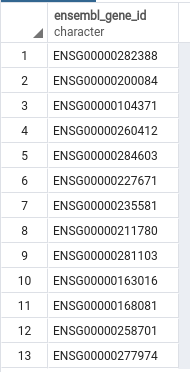 ensembl_gene_id
character
1 ENSG00000282388
2 ENSG00000200084
3 ENSG00000104371
4 ENSG00000260412
5 ENSG00000284603
6 ENSG00000227671
7 ENSG00000235581
8 ENSG00000211780
9 ENSG00000281103
10 ENSG00000163016
11 ENSG00000168081
12 ENSG00000258701
13 ENSG00000277974